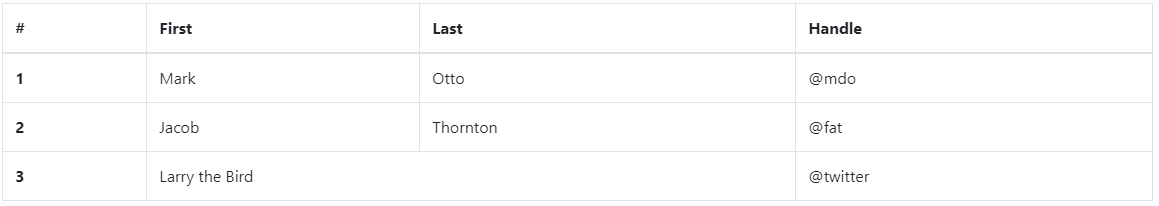 # First Last Handle
1 Mark Otto @mdo
2 Jacob Thornton @fat
3 Larry the Bird @twitter